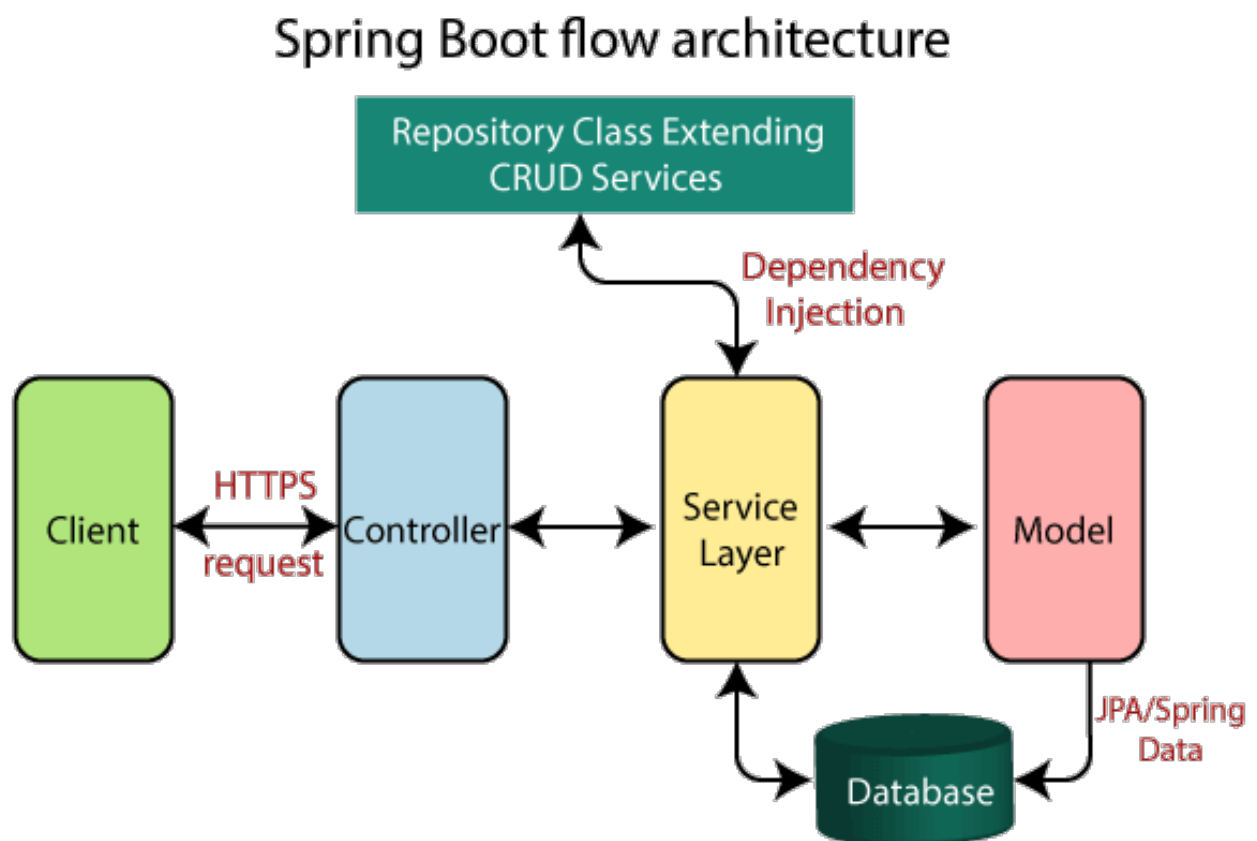 Spring Boot flow architecture
Repository Class Extending
CRUD Services
Dependency
Injection
Client
HTTPS
request
Controller
Service
Layer
Model
JPA/Spring
Data
Database